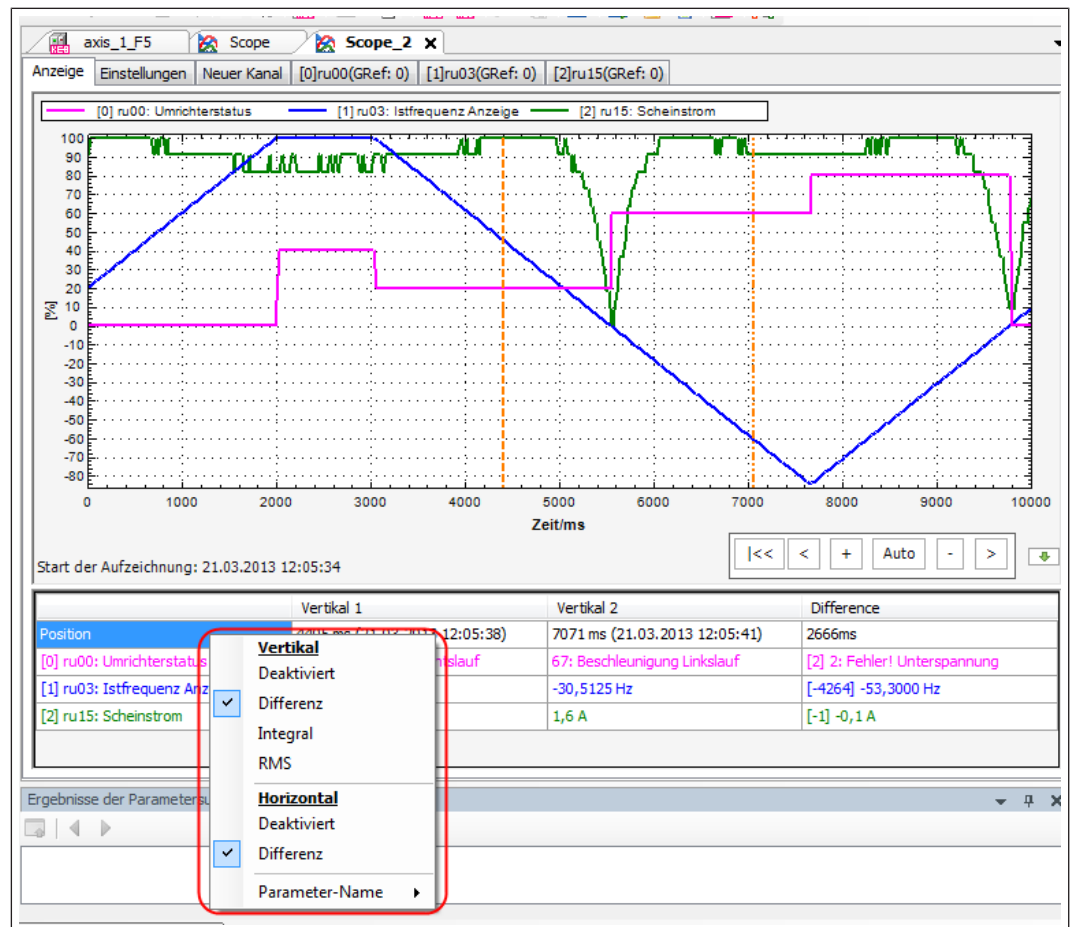 KEB axis_1_F5 Scope Scope_2 x
Anzeige Einstellungen Neuer Kanal [0]ru00(GRef: 0) [1]ru03(GRef: 0) [2]ru15(GRef: 0)
[0] ru00: Umrichterstatus [1] ru03: Istfrequenz Anzeige [2] ru15: Scheinstrom
100
90
80
70
60
50
40
30
20
10
0
-10
-20
-30
-40
-50
-60
-70
-80
[%]
0 1000 2000 3000 4000 5000 6000 7000 8000 9000 10000
Zeit/ms
|<< < + Auto - >
Start der Aufzeichnung: 21.03.2013 12:05:34
Vertikal 1 Vertikal 2 Difference
Position 12:05:38) 7071 ms (21.03.2013 12:05:41) 2666ms
[0] ru00: Umrichterstatus tslauf 67: Beschleunigung Linkslauf [2] 2: Fehler! Unterspannung
[1] ru03: Istfrequenz Anz -30,5125 Hz [-4264] -53,3000 Hz
[2] ru15: Scheinstrom 1,6 A [-1] -0,1 A
Vertikal
Deaktiviert
Differenz
Integral
RMS
Horizontal
Deaktiviert
Differenz
Parameter-Name
Ergebnisse der Parametersu